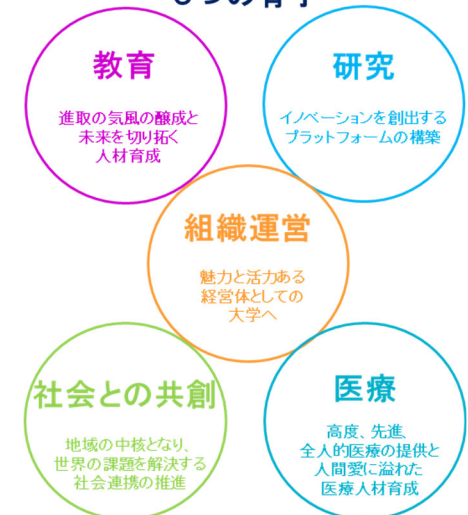 教育
進取の気風の醸成と
未来を切り拓く
人材育成
研究
イノベーションを創出する
プラットフォームの構築
組織運営
魅力と活力ある
経営体としての
大学へ
社会との共創
地域の中核となり、
世界の課題を解決する
社会連携の推進
医療
高度、先進、
全人的医療の提供と
人間愛に溢れた
医療人材育成